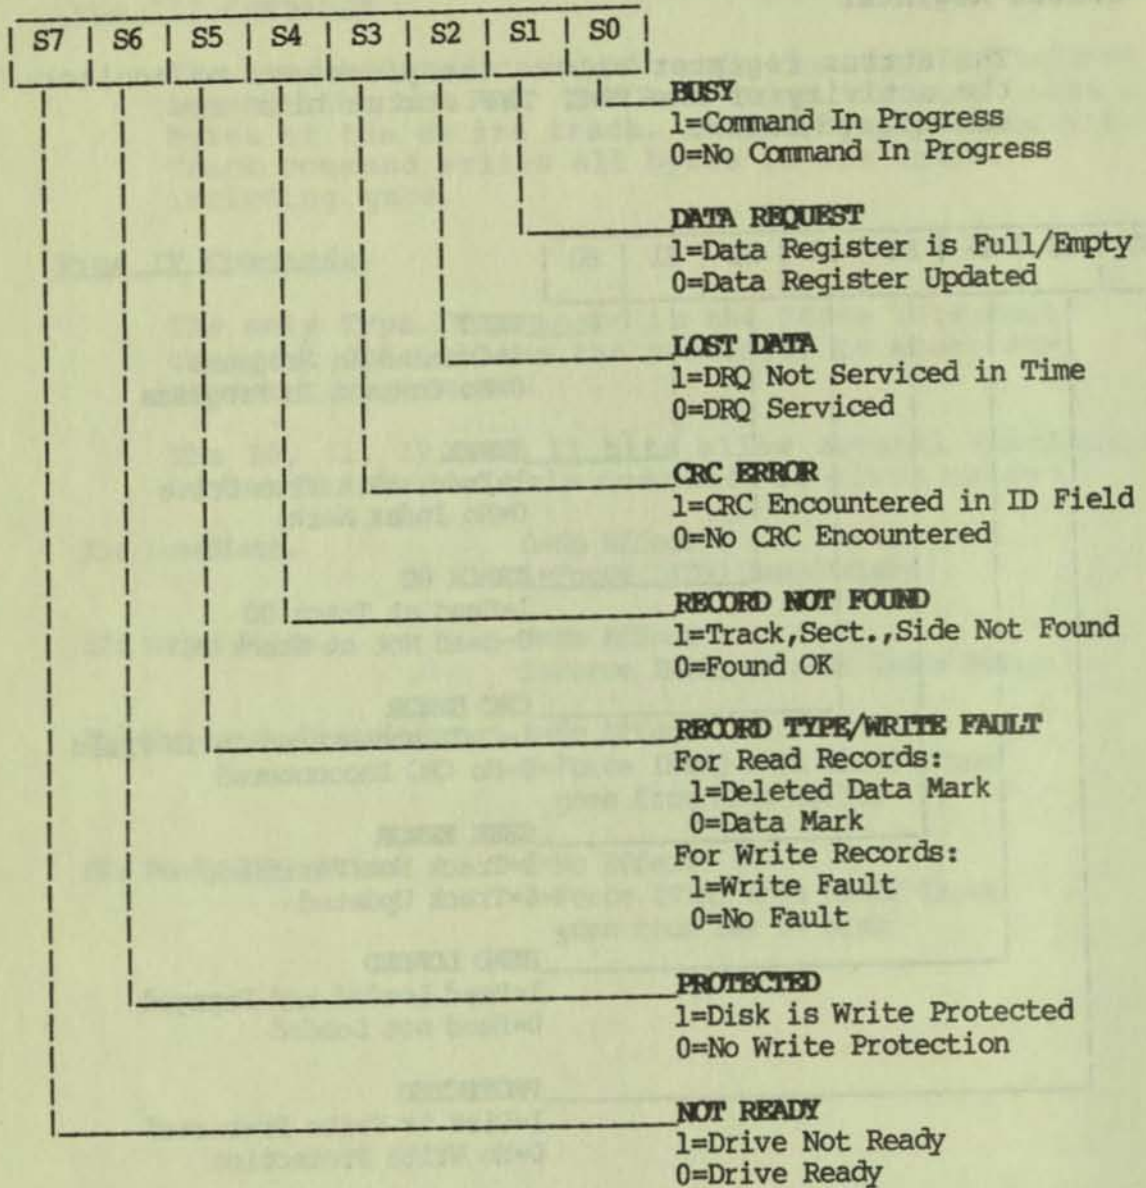 | S7 | S6 | S5 | S4 | S3 | S2 | S1 | S0 |
BUSY
1=Command In Progress
0=No Command In Progress
DATA REQUEST
1=Data Register is Full/Empty
0=Data Register Updated
LOST DATA
1=DRQ Not Serviced in Time
0=DRQ Serviced
CRC ERROR
1=CRC Encountered in ID Field
0=No CRC Encountered
RECORD NOT FOUND
1=Track,Sect.,Side Not Found
0=Found OK
RECORD TYPE/WRITE FAULT
For Read Records:
1=Deleted Data Mark
0=Data Mark
For Write Records:
1=Write Fault
0=No Fault
PROTECTED
1=Disk is Write Protected
0=No Write Protection
NOT READY
1=Drive Not Ready
0=Drive Ready